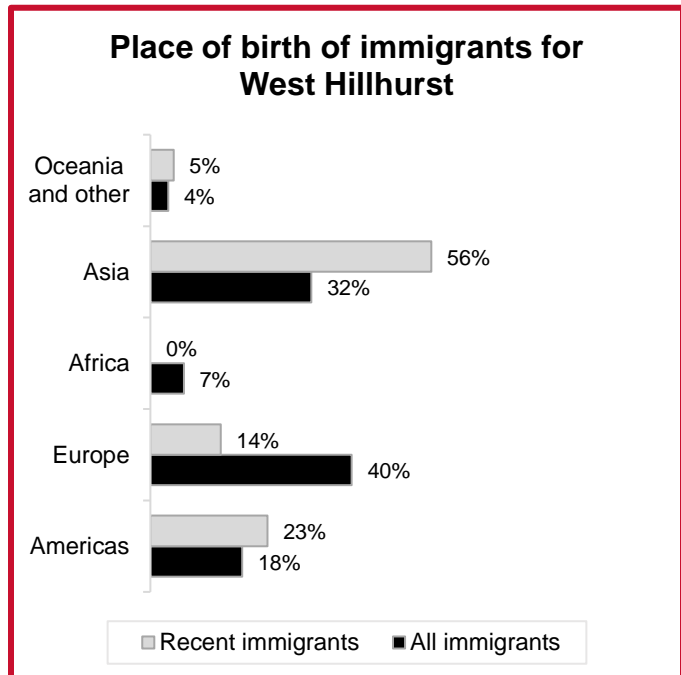 Place of birth of immigrants for
West Hillhurst
Oceania
and other
5%
4%
Asia
56%
32%
Africa
0%
7%
Europe
14%
40%
Americas
23%
18%
Recent immigrants
All immigrants